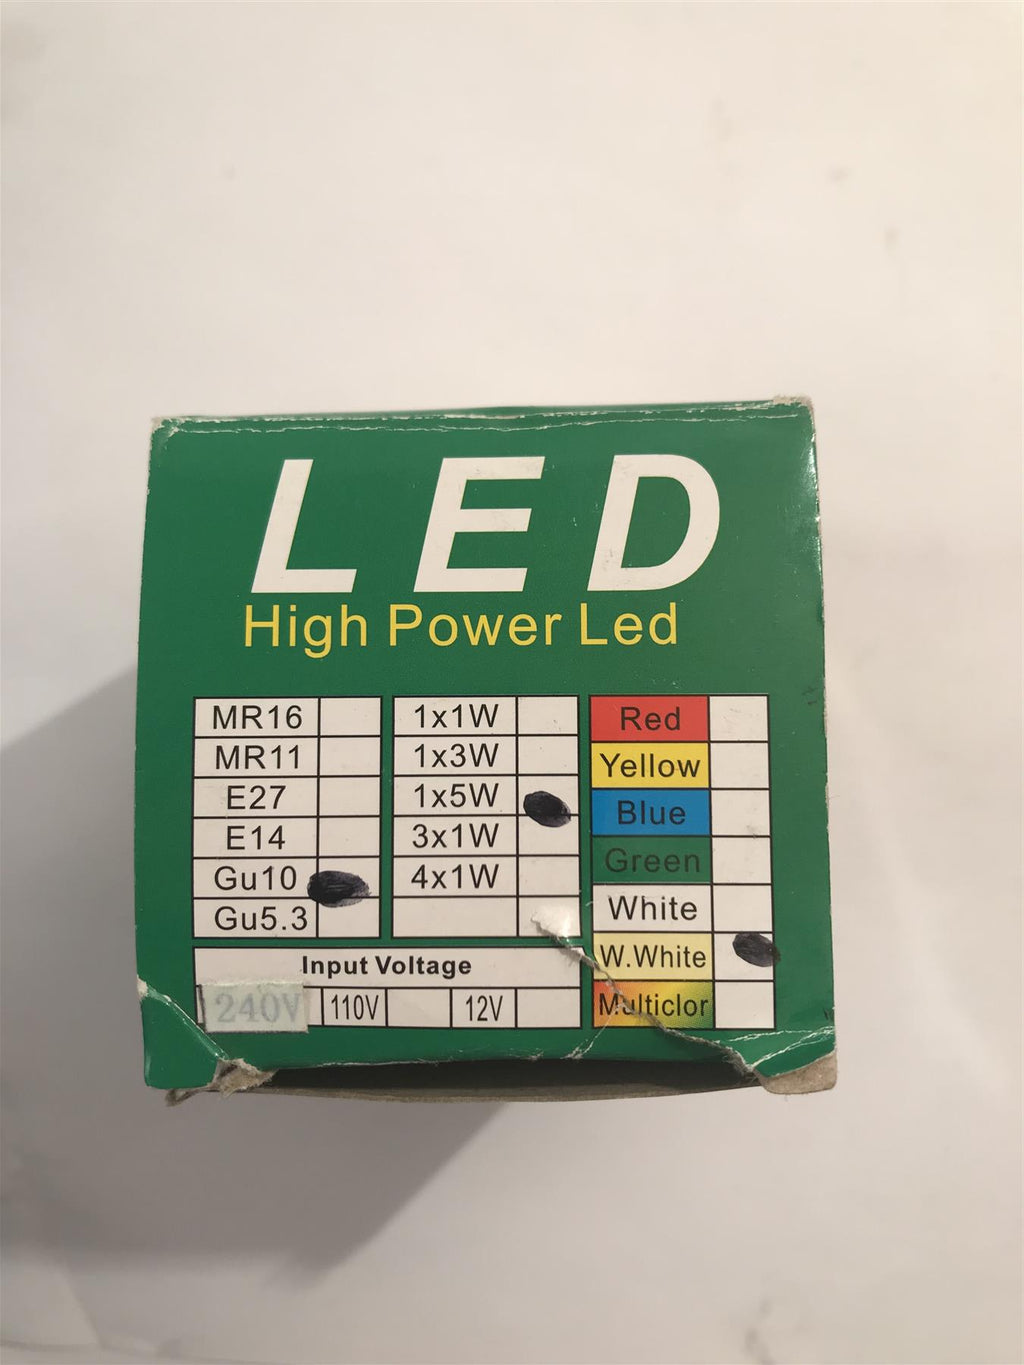 LED
High Power Led
MR16
MR11
E27
E14
Gu10
Gu5.3
1x1W
1x3W
1x5W
3x1W
4x1W
Red
Yellow
Blue
Green
White
W.White
Multiclor
Input Voltage
240V 110V 12V